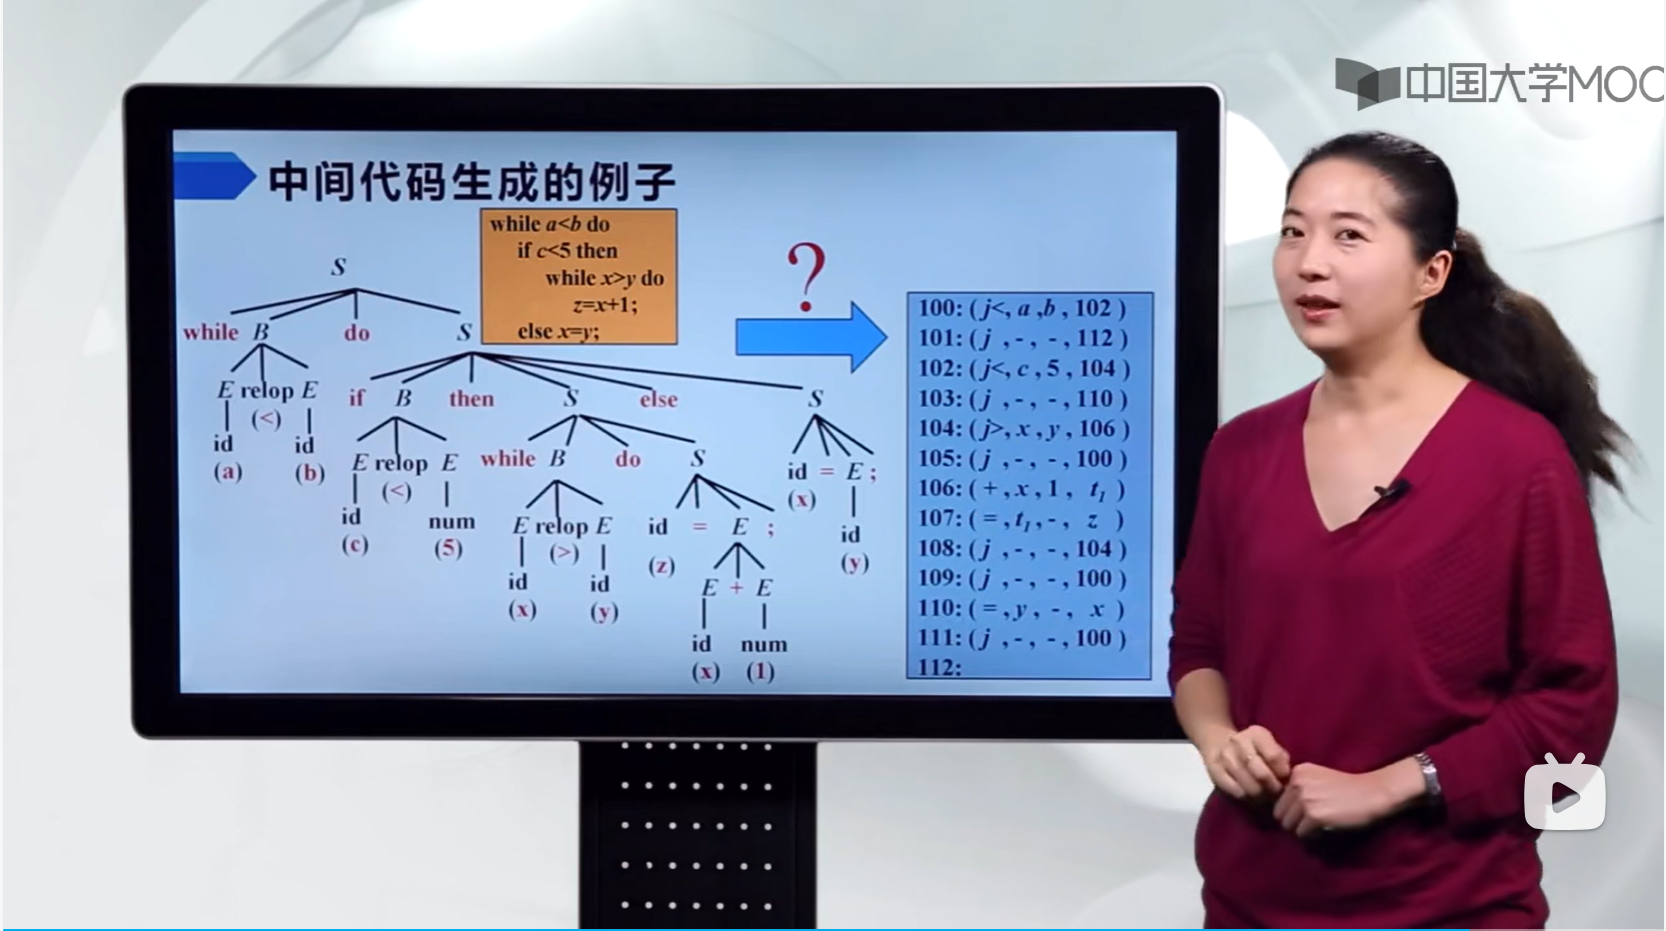 中国大学MOOC
中间代码生成的例子
while a<b do
if c<5 then
while x>y do
z=x+1;
else x=y;
?
S
while B do S
E relop E
(<)
id id
(a) (b)
if B then S else S
E relop E
(<)
id num
(c) (5)
while B do S
id = E ;
(x)
id
(y)
E relop E
(>)
id id
(x) (y)
id = E ;
(z)
E + E
id num
(x) (1)
100: ( j<, a ,b , 102 )
101: ( j , - , - , 112 )
102: ( j<, c , 5 , 104 )
103: ( j , - , - , 110 )
104: ( j>, x , y , 106 )
105: ( j , - , - , 100 )
106: ( + , x , 1 , t₁ )
107: ( = , t₁ , - , z )
108: ( j , - , - , 104 )
109: ( j , - , - , 100 )
110: ( = , y , - , x )
111: ( j , - , - , 100 )
112: